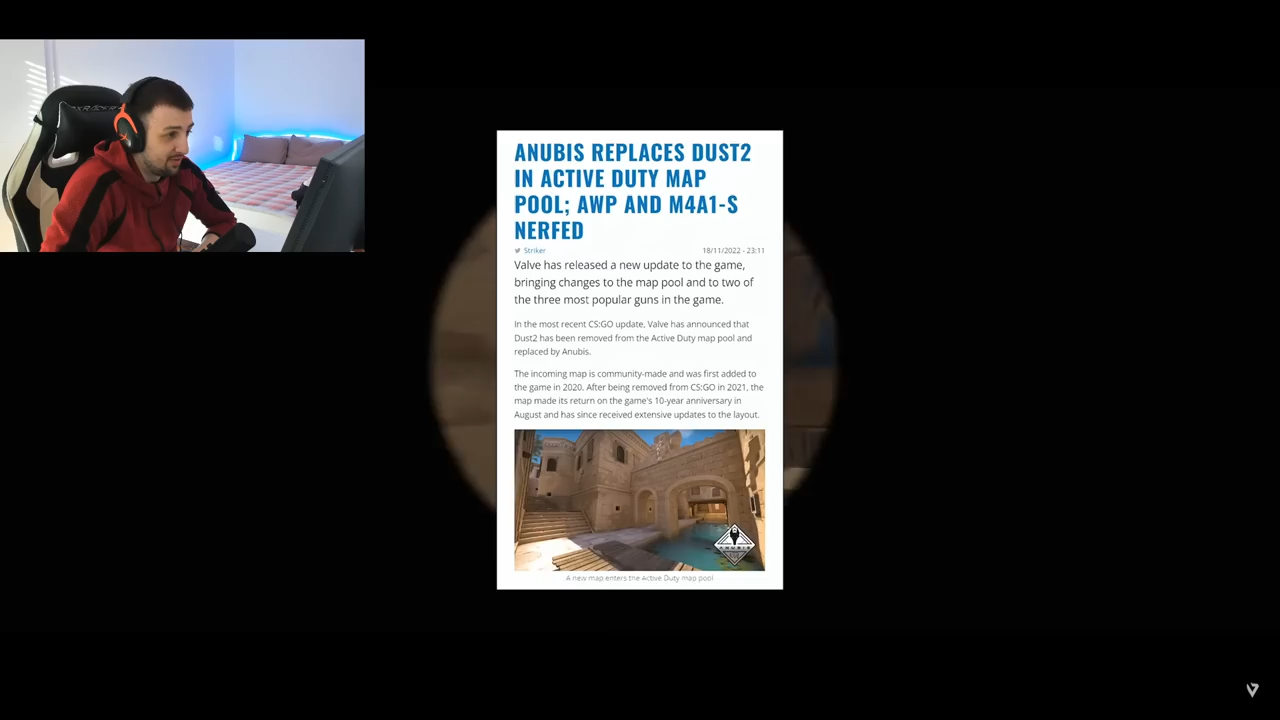 ANUBIS REPLACES DUST2
IN ACTIVE DUTY MAP
POOL; AWP AND M4A1-S
NERFED
Striker 18/11/2022 - 23:11
Valve has released a new update to the game,
bringing changes to the map pool and to two of
the three most popular guns in the game.
In the most recent CS:GO update, Valve has announced that
Dust2 has been removed from the Active Duty map pool and
replaced by Anubis.
The incoming map is community-made and was first added to
the game in 2020. After being removed from CS:GO in 2021, the
map made its return on the game's 10-year anniversary in
August and has since received extensive updates to the layout.
ANUBIS
A new map enters the Active Duty map pool